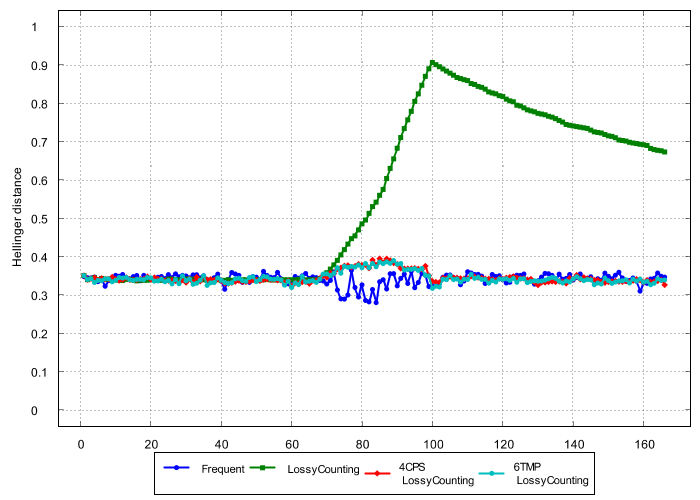 1
0.9
0.8
0.7
0.6
0.5
0.4
0.3
0.2
0.1
0
Hellinger distance
0 20 40 60 80 100 120 140 160
Frequent LossyCounting 4CPS 6TMP
LossyCounting LossyCounting